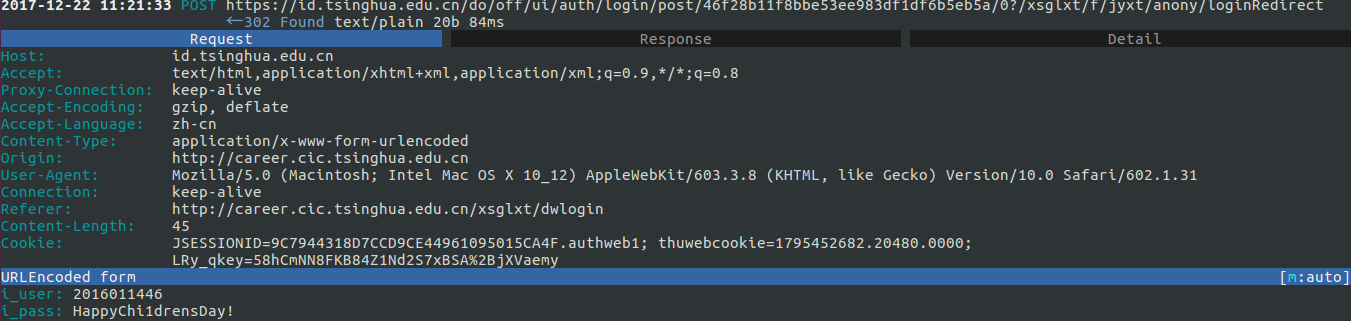 2017-12-22 11:21:33 POST https://id.tsinghua.edu.cn/do/off/ui/auth/login/post/46f28b11f8bbe53ee983df1df6b5eb5a/0?/xsglxt/f/jyxt/anony/loginRedirect
←302 Found text/plain 20b 84ms
Request Response Detail
Host: id.tsinghua.edu.cn
Accept: text/html,application/xhtml+xml,application/xml;q=0.9,*/*;q=0.8
Proxy-Connection: keep-alive
Accept-Encoding: gzip, deflate
Accept-Language: zh-cn
Content-Type: application/x-www-form-urlencoded
Origin: http://career.cic.tsinghua.edu.cn
User-Agent: Mozilla/5.0 (Macintosh; Intel Mac OS X 10_12) AppleWebKit/603.3.8 (KHTML, like Gecko) Version/10.0 Safari/602.1.31
Connection: keep-alive
Referer: http://career.cic.tsinghua.edu.cn/xsglxt/dwlogin
Content-Length: 45
Cookie: JSESSIONID=9C7944318D7CCD9CE44961095015CA4F.authweb1; thuwebcookie=1795452682.20480.0000;
LRy_qkey=58hCmNN8FKB84Z1Nd2S7xBSA%2BjXVaemy
URLEncoded form [m:auto]
i_user: 2016011446
i_pass: HappyChi1drensDay!